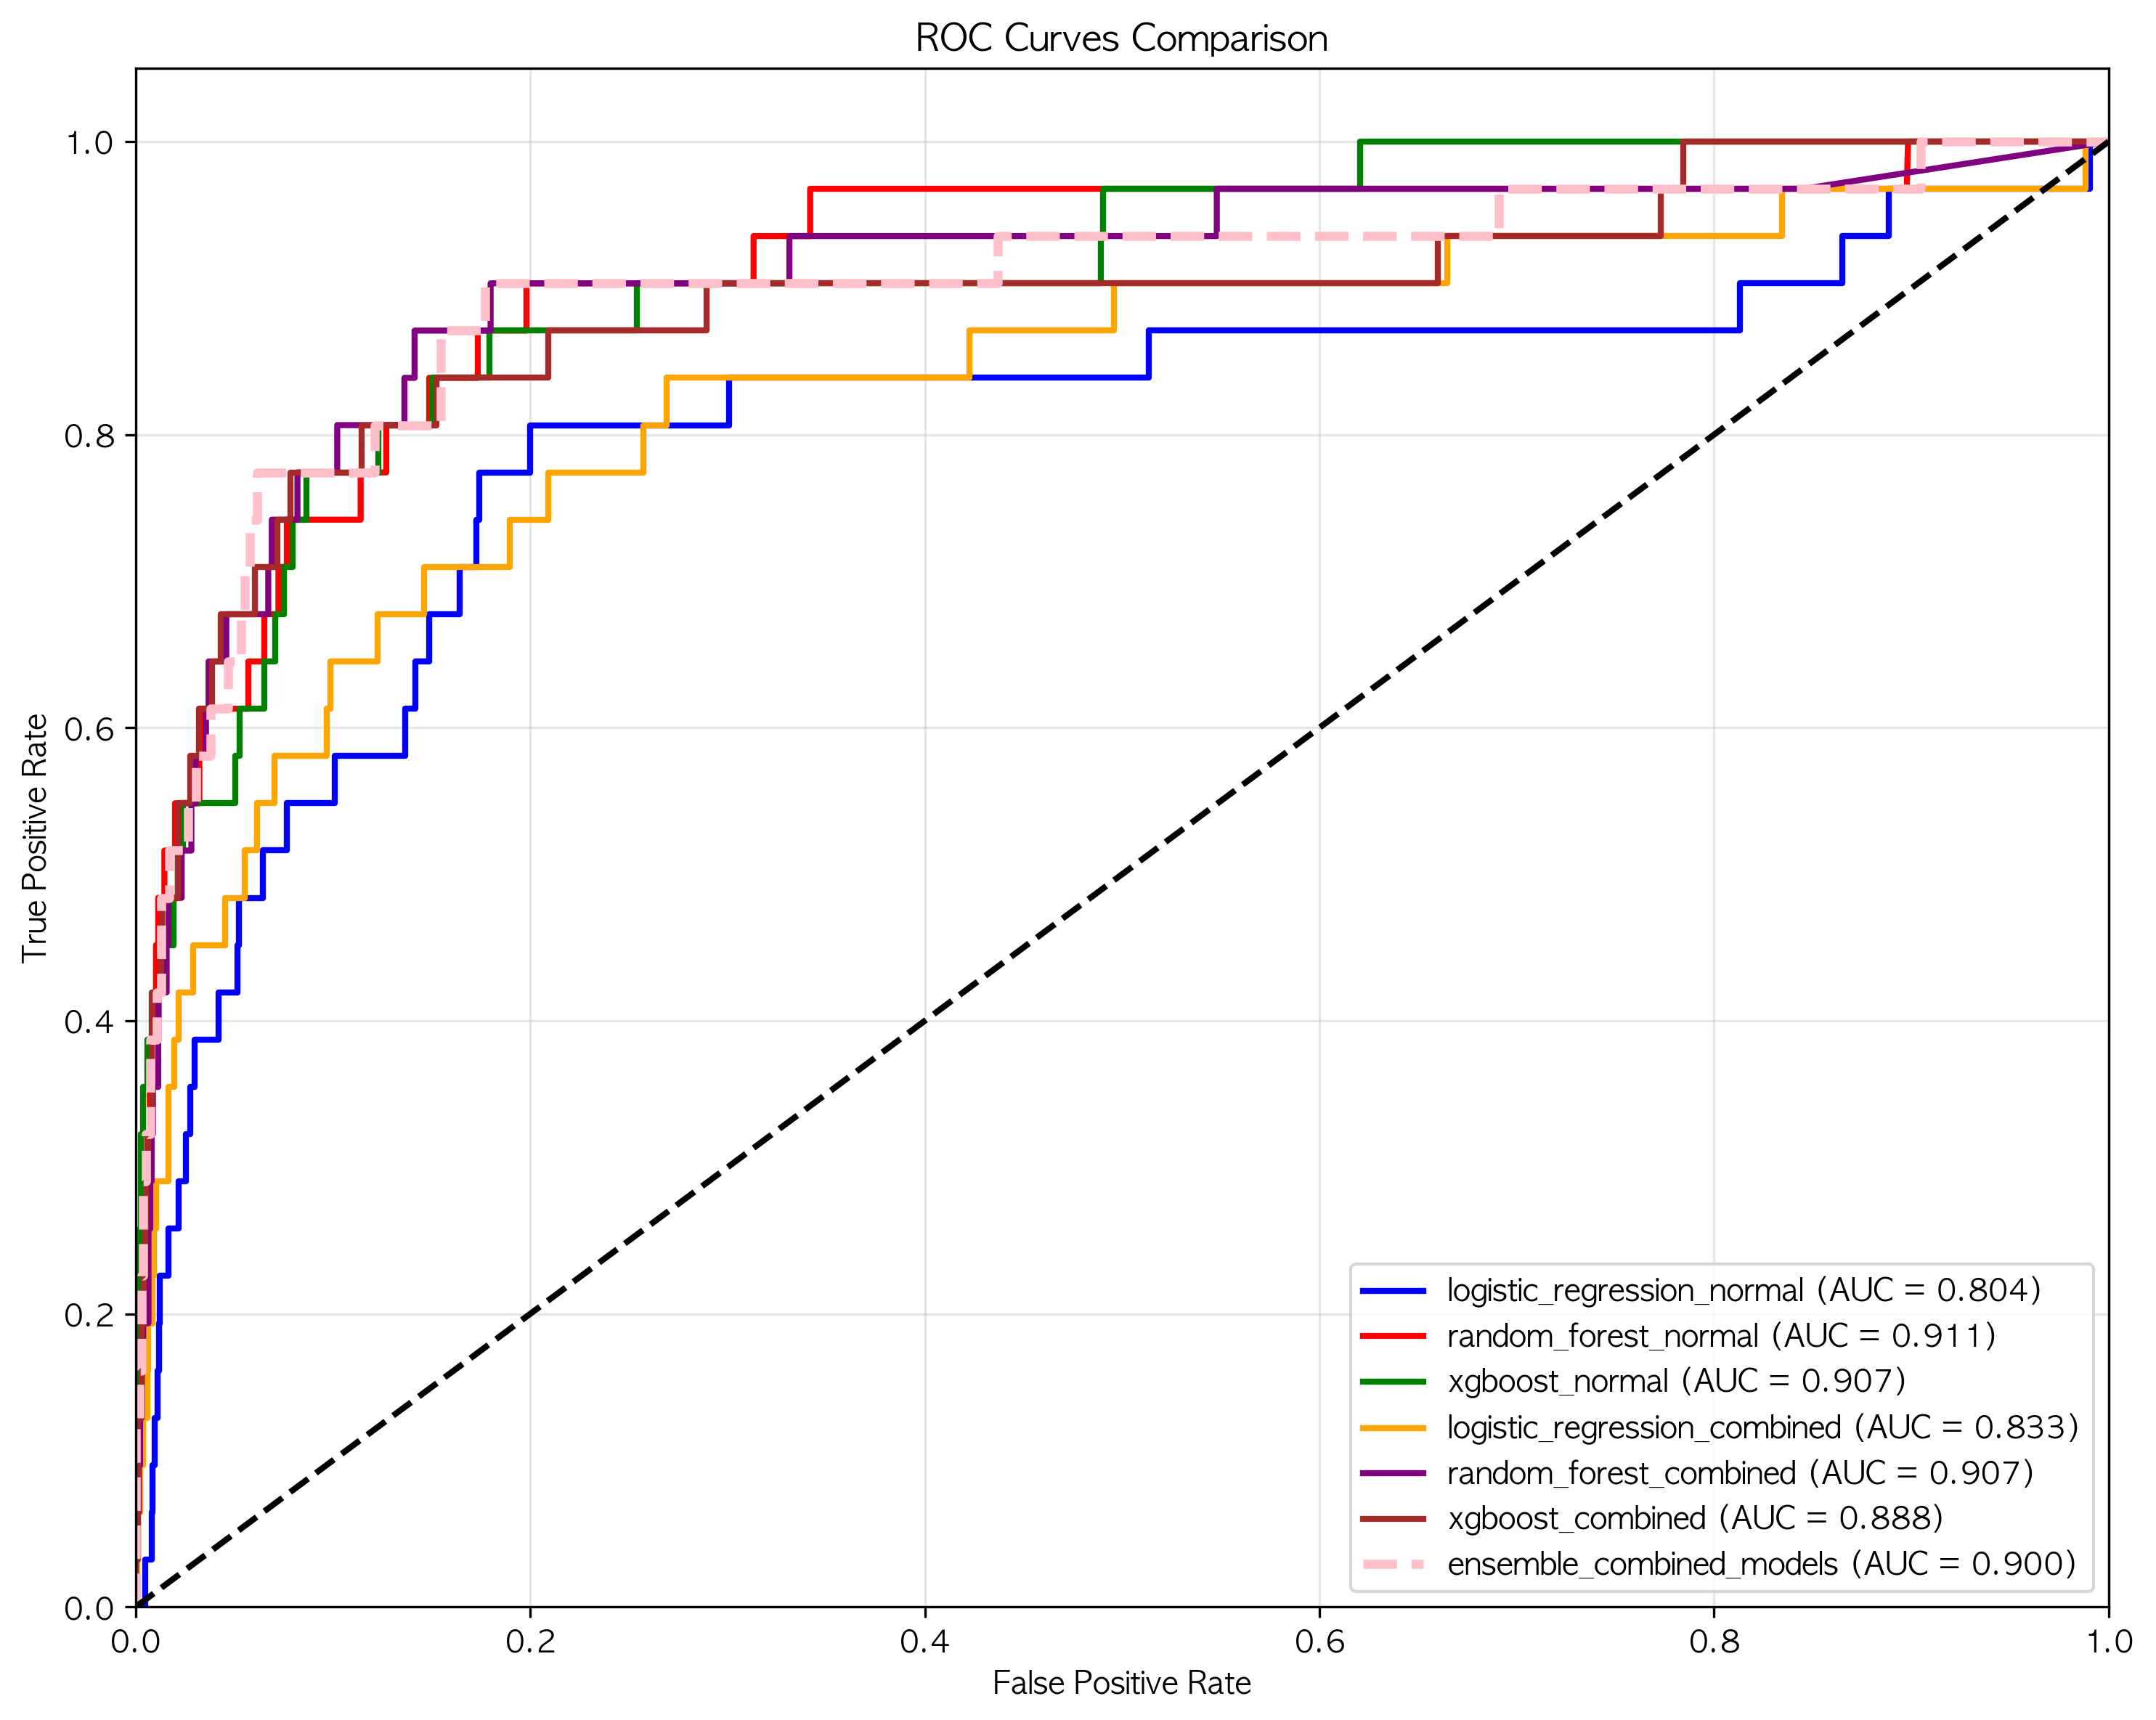 ROC Curves Comparison
True Positive Rate
1.0
0.8
0.6
0.4
0.2
0.0
0.0 0.2 0.4 0.6 0.8 1.0
False Positive Rate
logistic_regression_normal (AUC = 0.804)
random_forest_normal (AUC = 0.911)
xgboost_normal (AUC = 0.907)
logistic_regression_combined (AUC = 0.833)
random_forest_combined (AUC = 0.907)
xgboost_combined (AUC = 0.888)
ensemble_combined_models (AUC = 0.900)